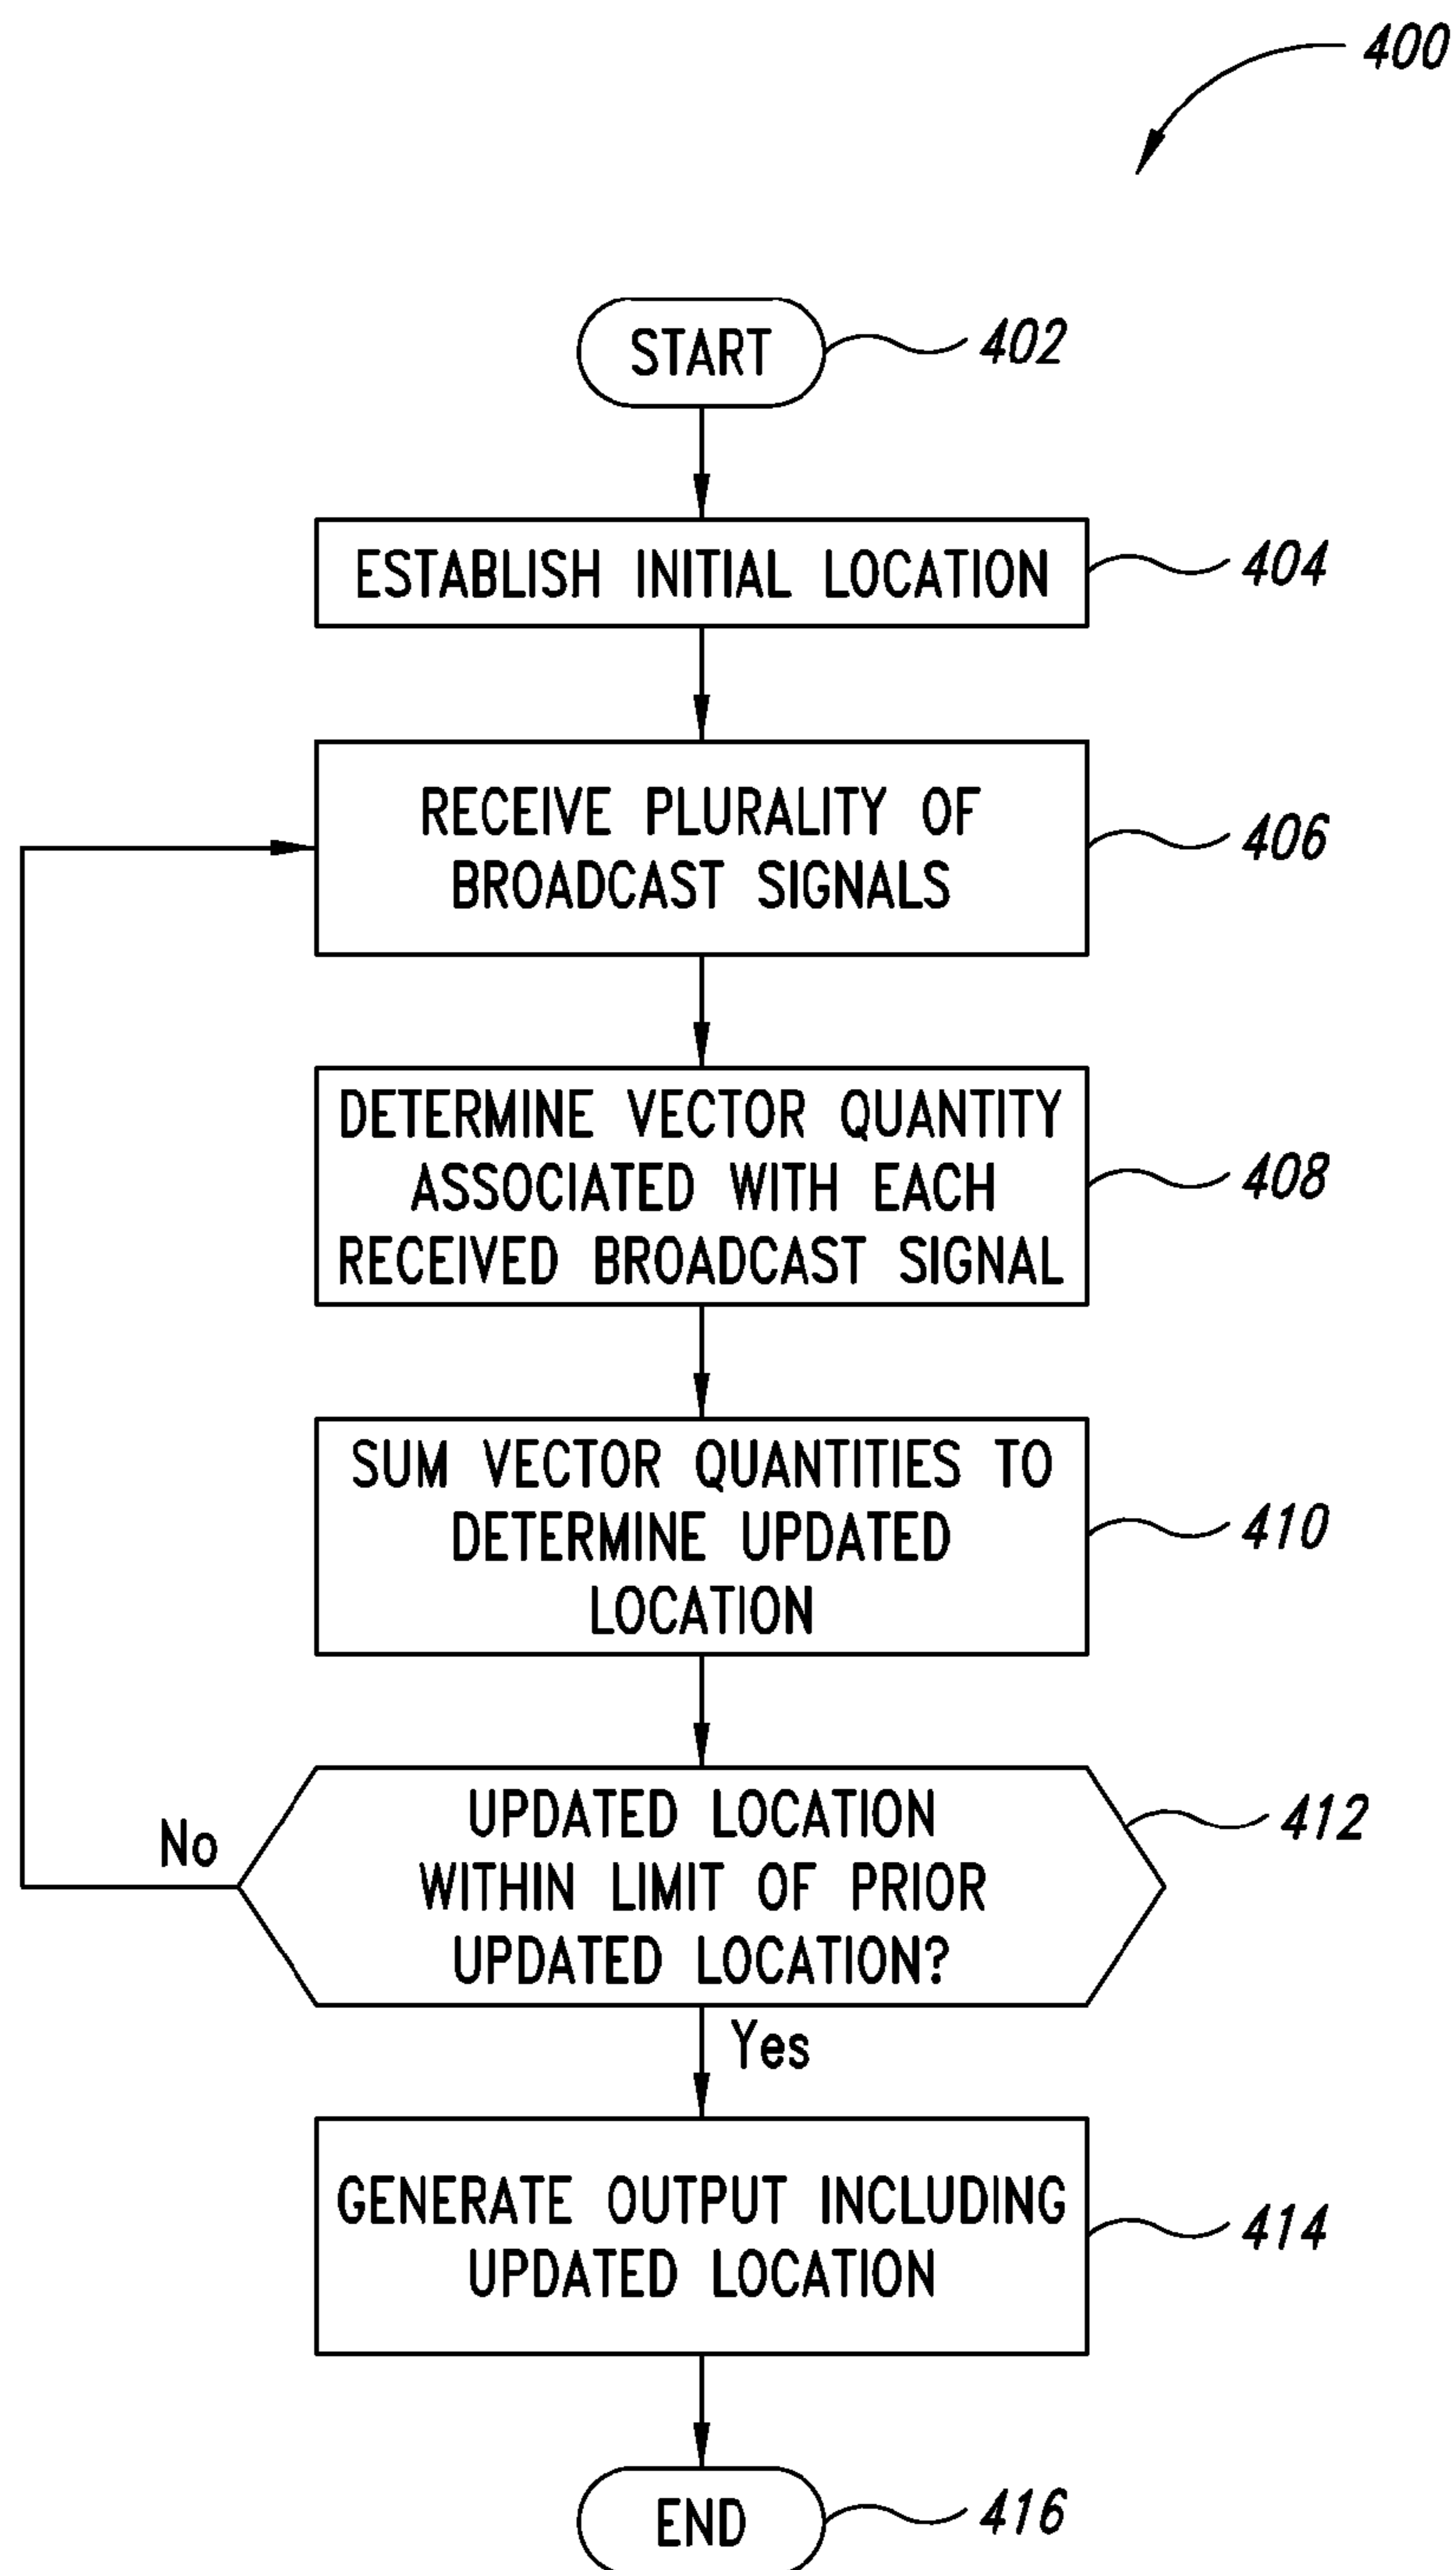 400
START
402
ESTABLISH INITIAL LOCATION
404
RECEIVE PLURALITY OF
BROADCAST SIGNALS
406
DETERMINE VECTOR QUANTITY
ASSOCIATED WITH EACH
RECEIVED BROADCAST SIGNAL
408
SUM VECTOR QUANTITIES TO
DETERMINE UPDATED
LOCATION
410
UPDATED LOCATION
WITHIN LIMIT OF PRIOR
UPDATED LOCATION?
412
No
Yes
GENERATE OUTPUT INCLUDING
UPDATED LOCATION
414
END
416